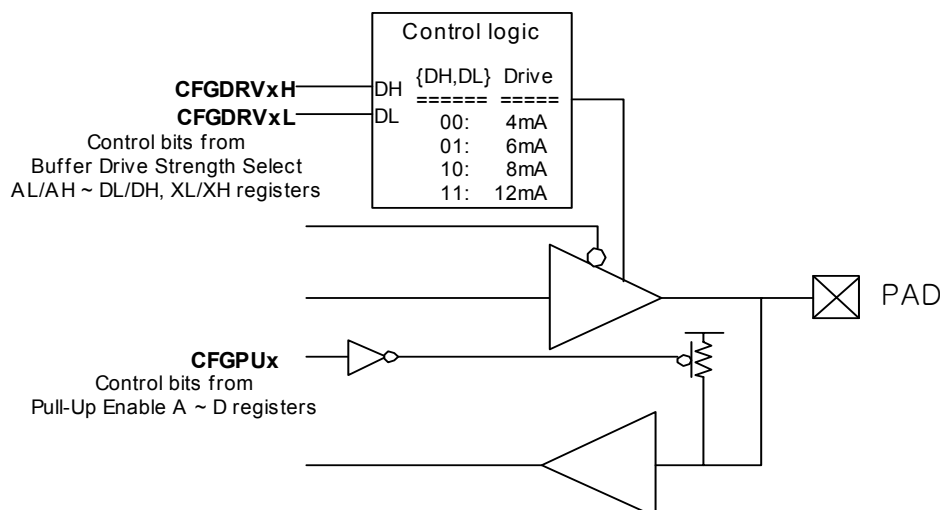 Control logic
{DH,DL} Drive
====== =====
00: 4mA
01: 6mA
10: 8mA
11: 12mA
CFGDRVxH
DH
CFGDRVxL
DL
Control bits from
Buffer Drive Strength Select
AL/AH ~ DL/DH, XL/XH registers
PAD
CFGPUx
Control bits from
Pull-Up Enable A ~ D registers